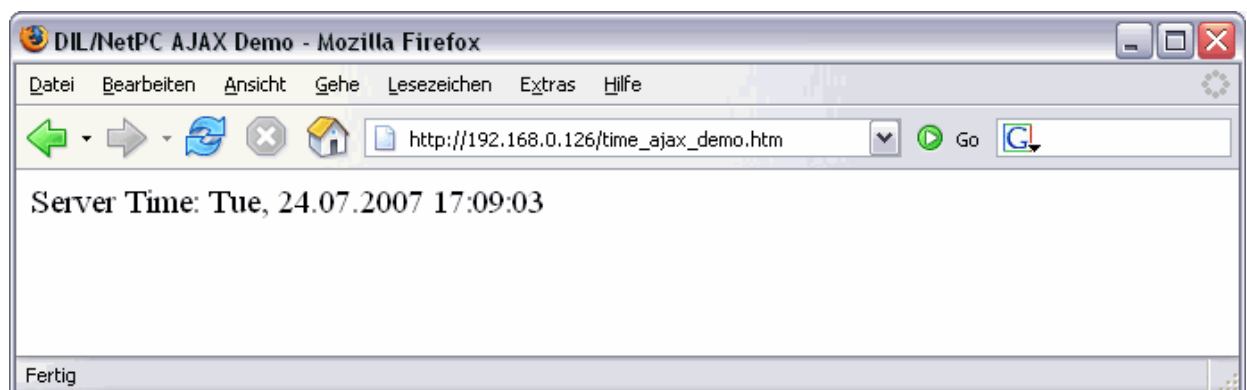 DIL/NetPC AJAX Demo - Mozilla Firefox
Datei Bearbeiten Ansicht Gehe Lesezeichen Extras Hilfe
http://192.168.0.126/time_ajax_demo.htm Go G
Server Time: Tue, 24.07.2007 17:09:03
Fertig